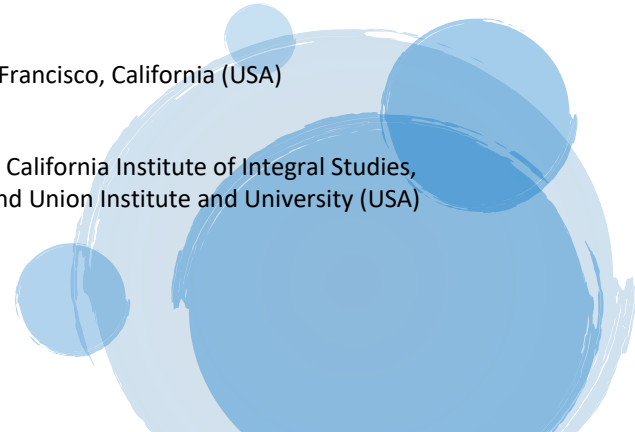 Francisco, California (USA)
California Institute of Integral Studies,
nd Union Institute and University (USA)